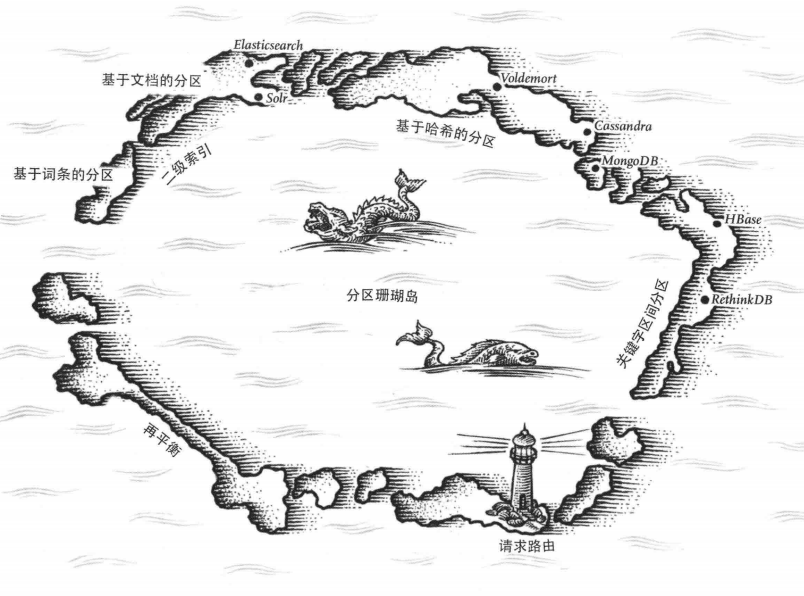 Elasticsearch
基于文档的分区
Solr
Voldemort
基于哈希的分区
Cassandra
MongoDB
二级索引
基于词条的分区
HBase
分区珊瑚岛
关键字区间分区
RethinkDB
再平衡
请求路由